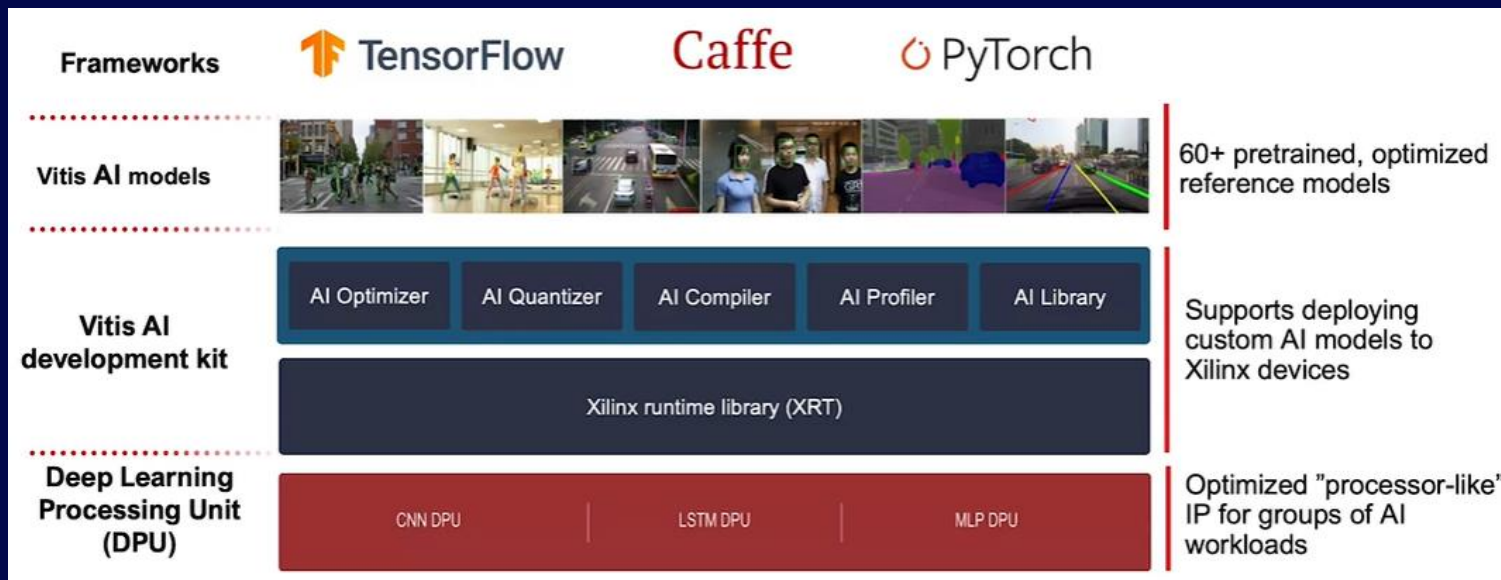 Frameworks
TensorFlow
Caffe
PyTorch
Vitis AI models
60+ pretrained, optimized
reference models
Vitis AI
development kit
AI Optimizer
AI Quantizer
AI Compiler
AI Profiler
AI Library
Xilinx runtime library (XRT)
Supports deploying
custom AI models to
Xilinx devices
Deep Learning
Processing Unit
(DPU)
CNN DPU
LSTM DPU
MLP DPU
Optimized ”processor-like”
IP for groups of AI
workloads